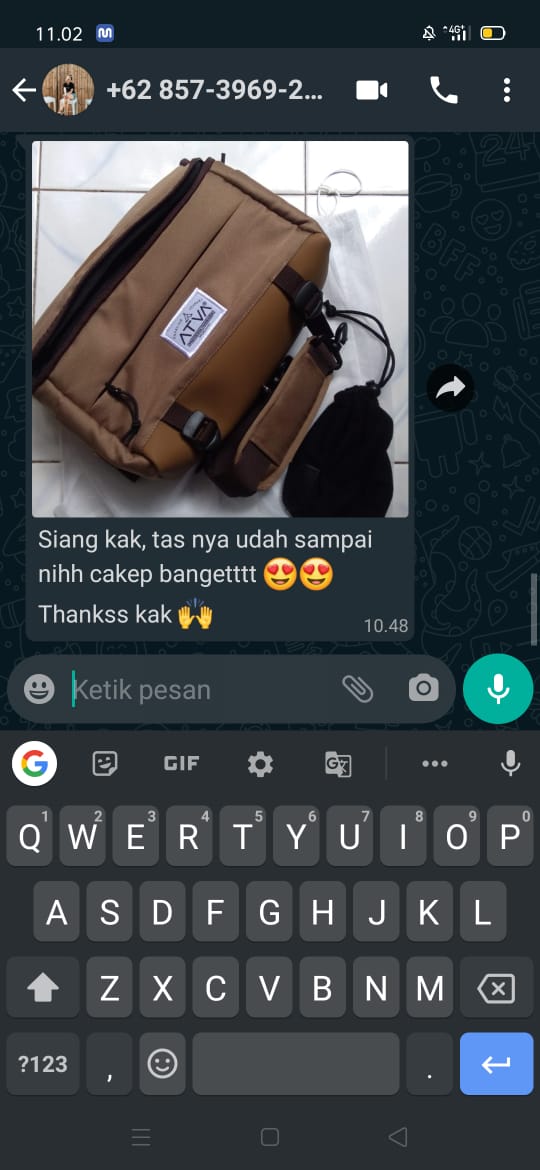 11.02
4G+
+62 857-3969-2...
ATVA
Siang kak, tas nya udah sampai
nihh cakep bangetttt 😍😍
Thankss kak 🙌
10.48
Ketik pesan
G GIF G ...
1 2 3 4 5 6 7 8 9 0
Q W E R T Y U I O P
A S D F G H J K L
Z X C V B N M
?123 , .